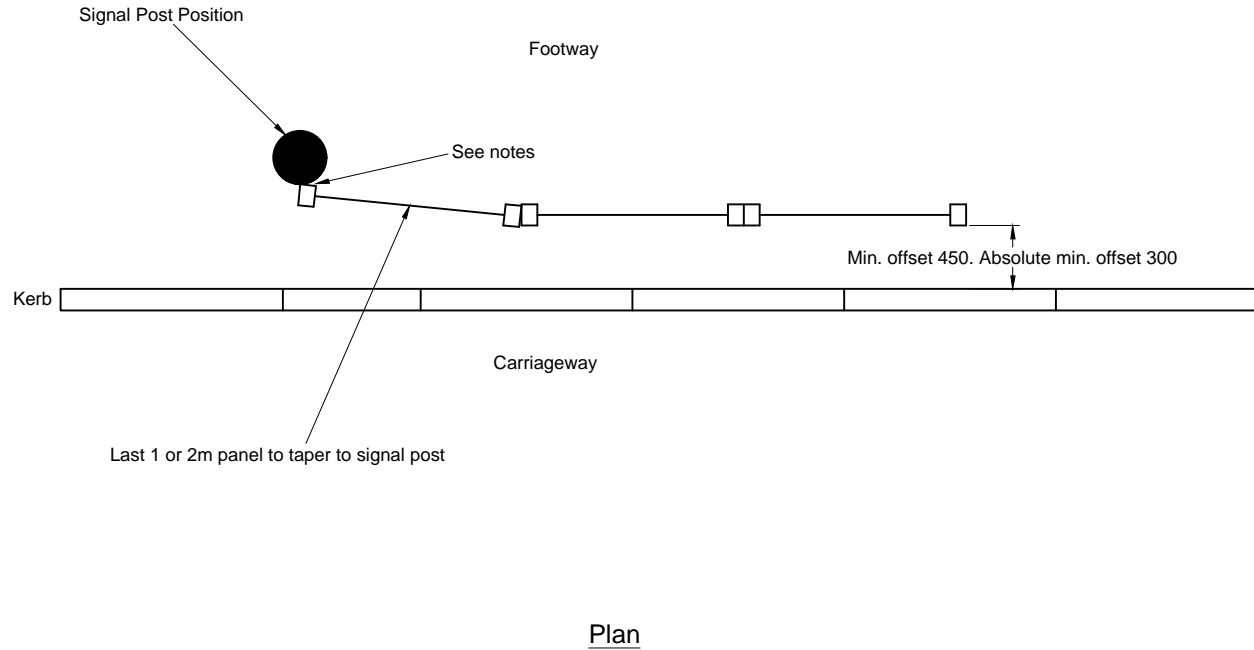 Signal Post Position
Footway
See notes
Min. offset 450. Absolute min. offset 300
Kerb
Carriageway
Last 1 or 2m panel to taper to signal post
Plan